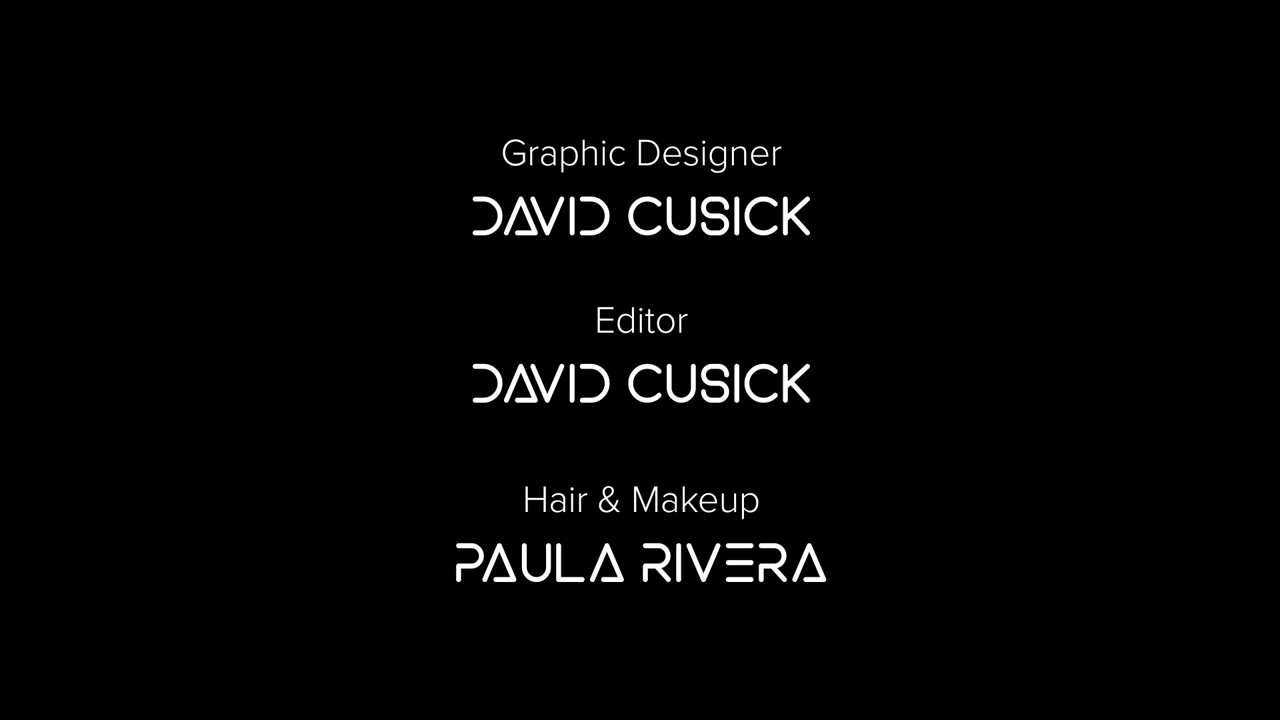 Graphic Designer
DAVID CUSICK
Editor
DAVID CUSICK
Hair & Makeup
PAULA RIVERA